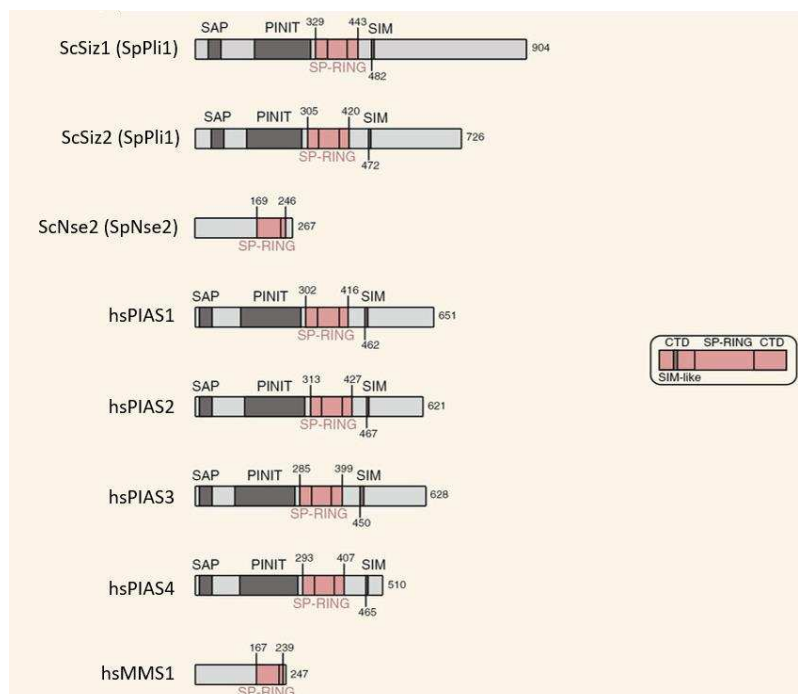 SAP PINIT 329 443 SIM
ScSiz1 (SpPli1) 904
SP-RING 482
SAP PINIT 305 420 SIM
ScSiz2 (SpPli1) 726
SP-RING 472
169 246
ScNse2 (SpNse2) 267
SP-RING
SAP PINIT 302 416 SIM
hsPIAS1 651
SP-RING 462
CTD SP-RING CTD
SIM-like
SAP PINIT 313 427 SIM
hsPIAS2 621
SP-RING 467
SAP PINIT 285 399 SIM
hsPIAS3 628
SP-RING 450
SAP PINIT 293 407 SIM
hsPIAS4 510
SP-RING 465
167 239
hsMMS1 247
SP-RING